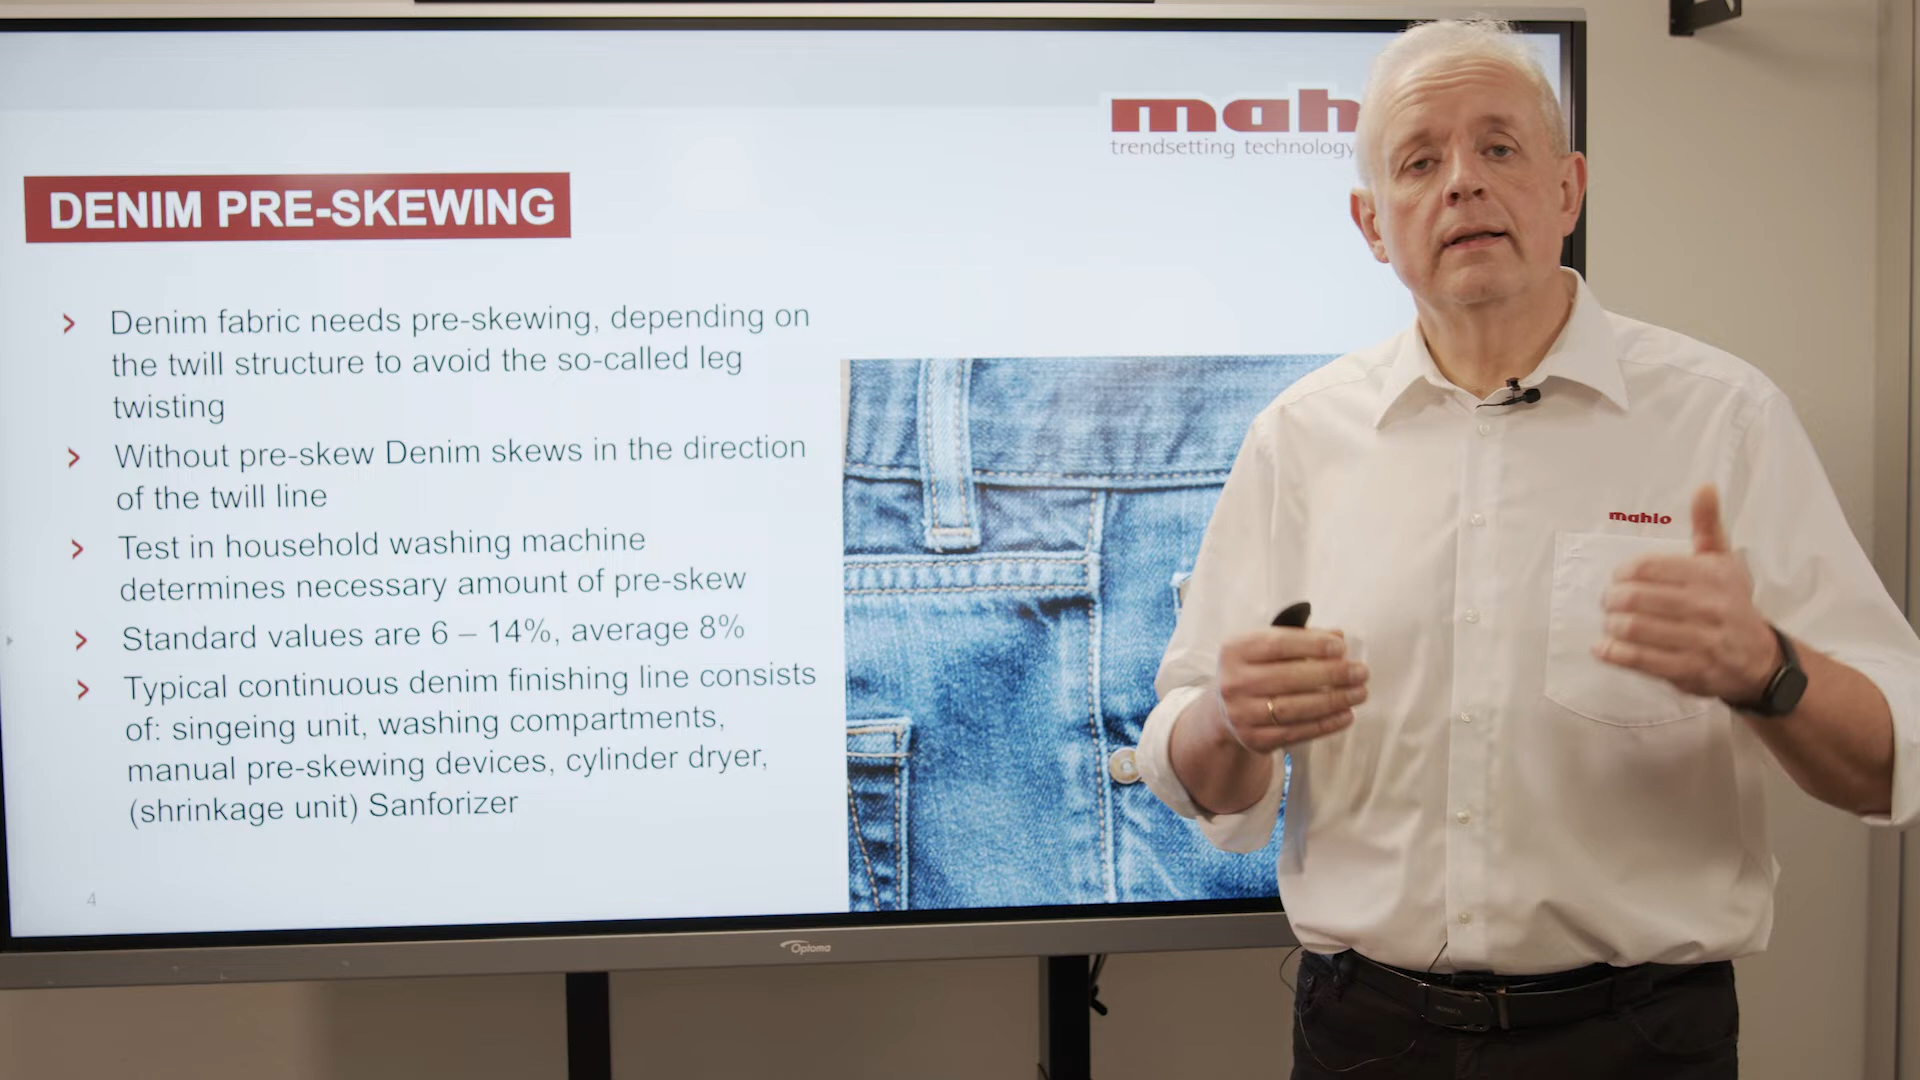 mah
trendsetting technology
DENIM PRE-SKEWING
Denim fabric needs pre-skewing, depending on
the twill structure to avoid the so-called leg
twisting
Without pre-skew Denim skews in the direction
of the twill line
Test in household washing machine
determines necessary amount of pre-skew
Standard values are 6 – 14%, average 8%
Typical continuous denim finishing line consists
of: singeing unit, washing compartments,
manual pre-skewing devices, cylinder dryer,
(shrinkage unit) Sanforizer
4
Optoma
mahlo